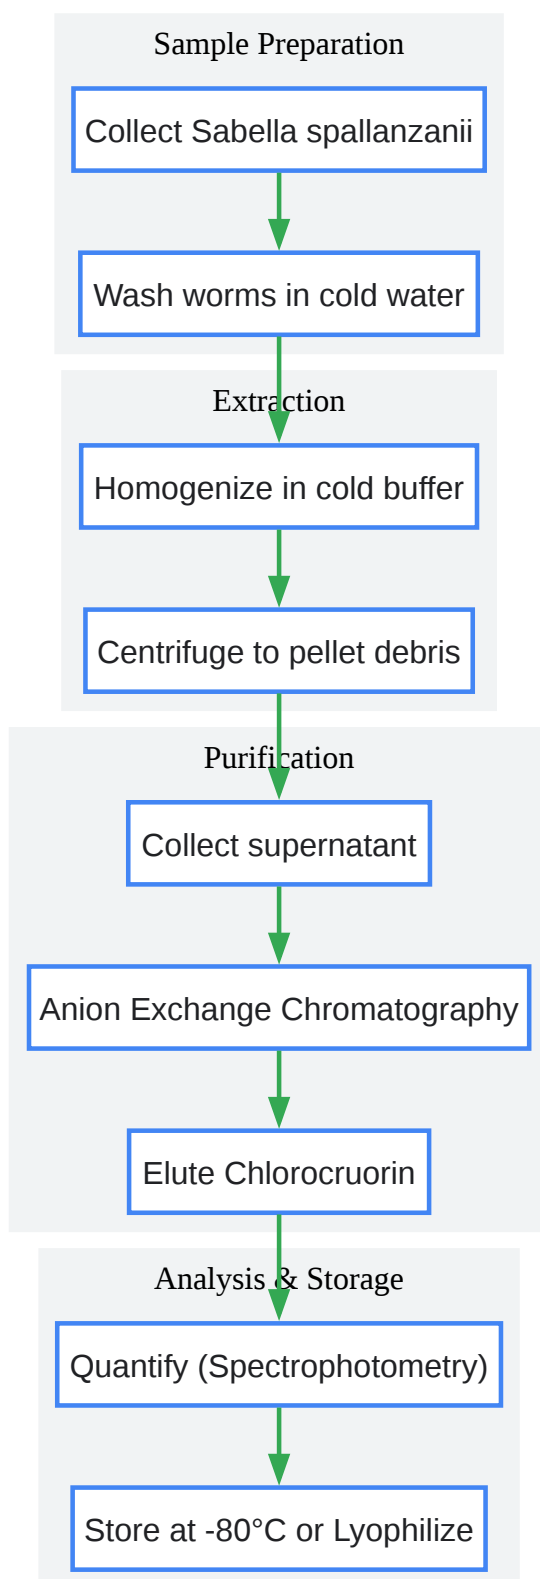 Sample Preparation
Collect Sabella spallanzanii
Wash worms in cold water
Extraction
Homogenize in cold buffer
Centrifuge to pellet debris
Purification
Collect supernatant
Anion Exchange Chromatography
Elute Chlorocruorin
Analysis & Storage
Quantify (Spectrophotometry)
Store at -80°C or Lyophilize